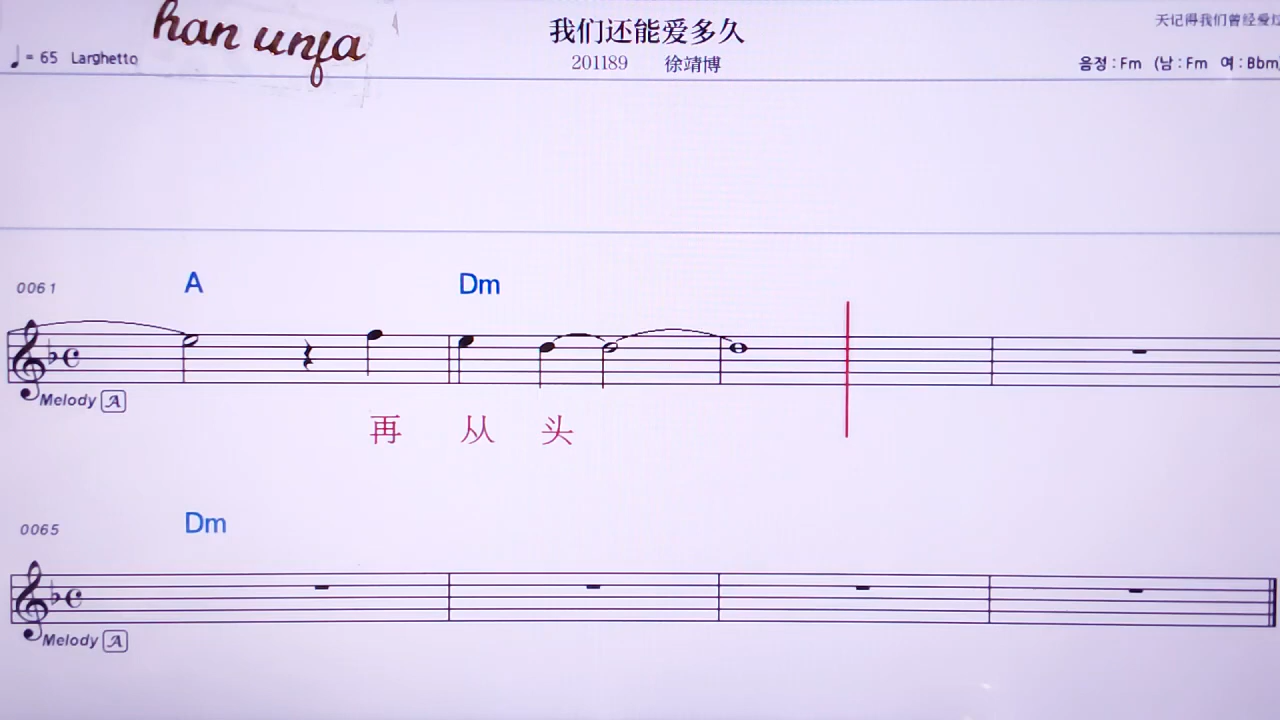 han unfa
我们还能爱多久
天记得我们曾经爱过
♩= 65 Larghetto
201189 徐靖博
음정 : Fm (남 : Fm 여 : Bbm)
0061 A Dm
Melody A
再 从 头
0065 Dm
Melody A